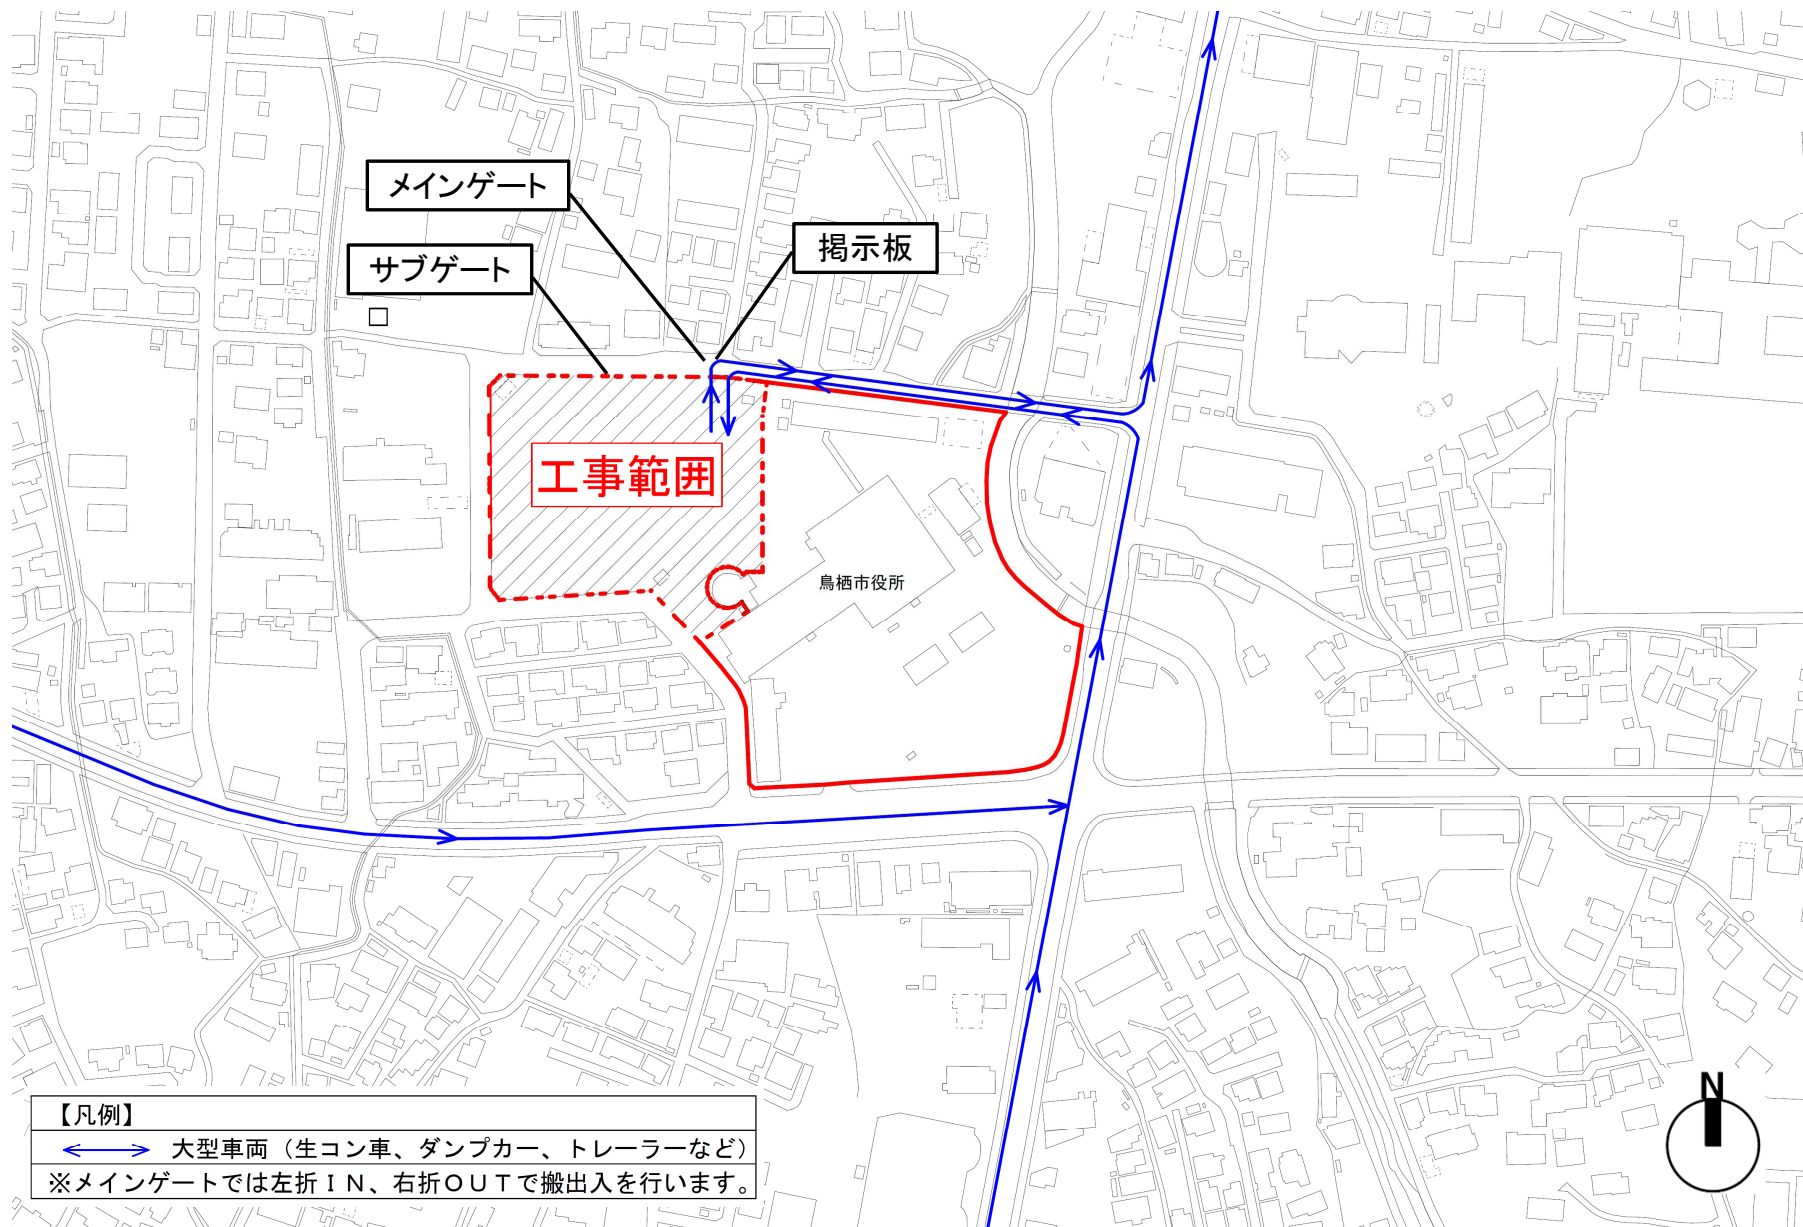 メインゲート
サブゲート
掲示板
工事範囲
鳥栖市役所
N
【凡例】
大型車両（生コン車、ダンプカー、トレーラーなど）
※メインゲートでは左折ＩＮ、右折ＯＵＴで搬出入を行います。